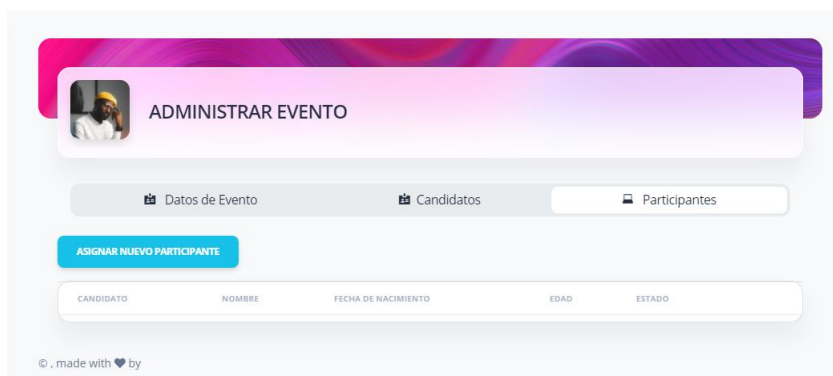 ADMINISTRAR EVENTO
Datos de Evento Candidatos Participantes
ASIGNAR NUEVO PARTICIPANTE
CANDIDATO NOMBRE FECHA DE NACIMIENTO EDAD ESTADO
© , made with ♥ by